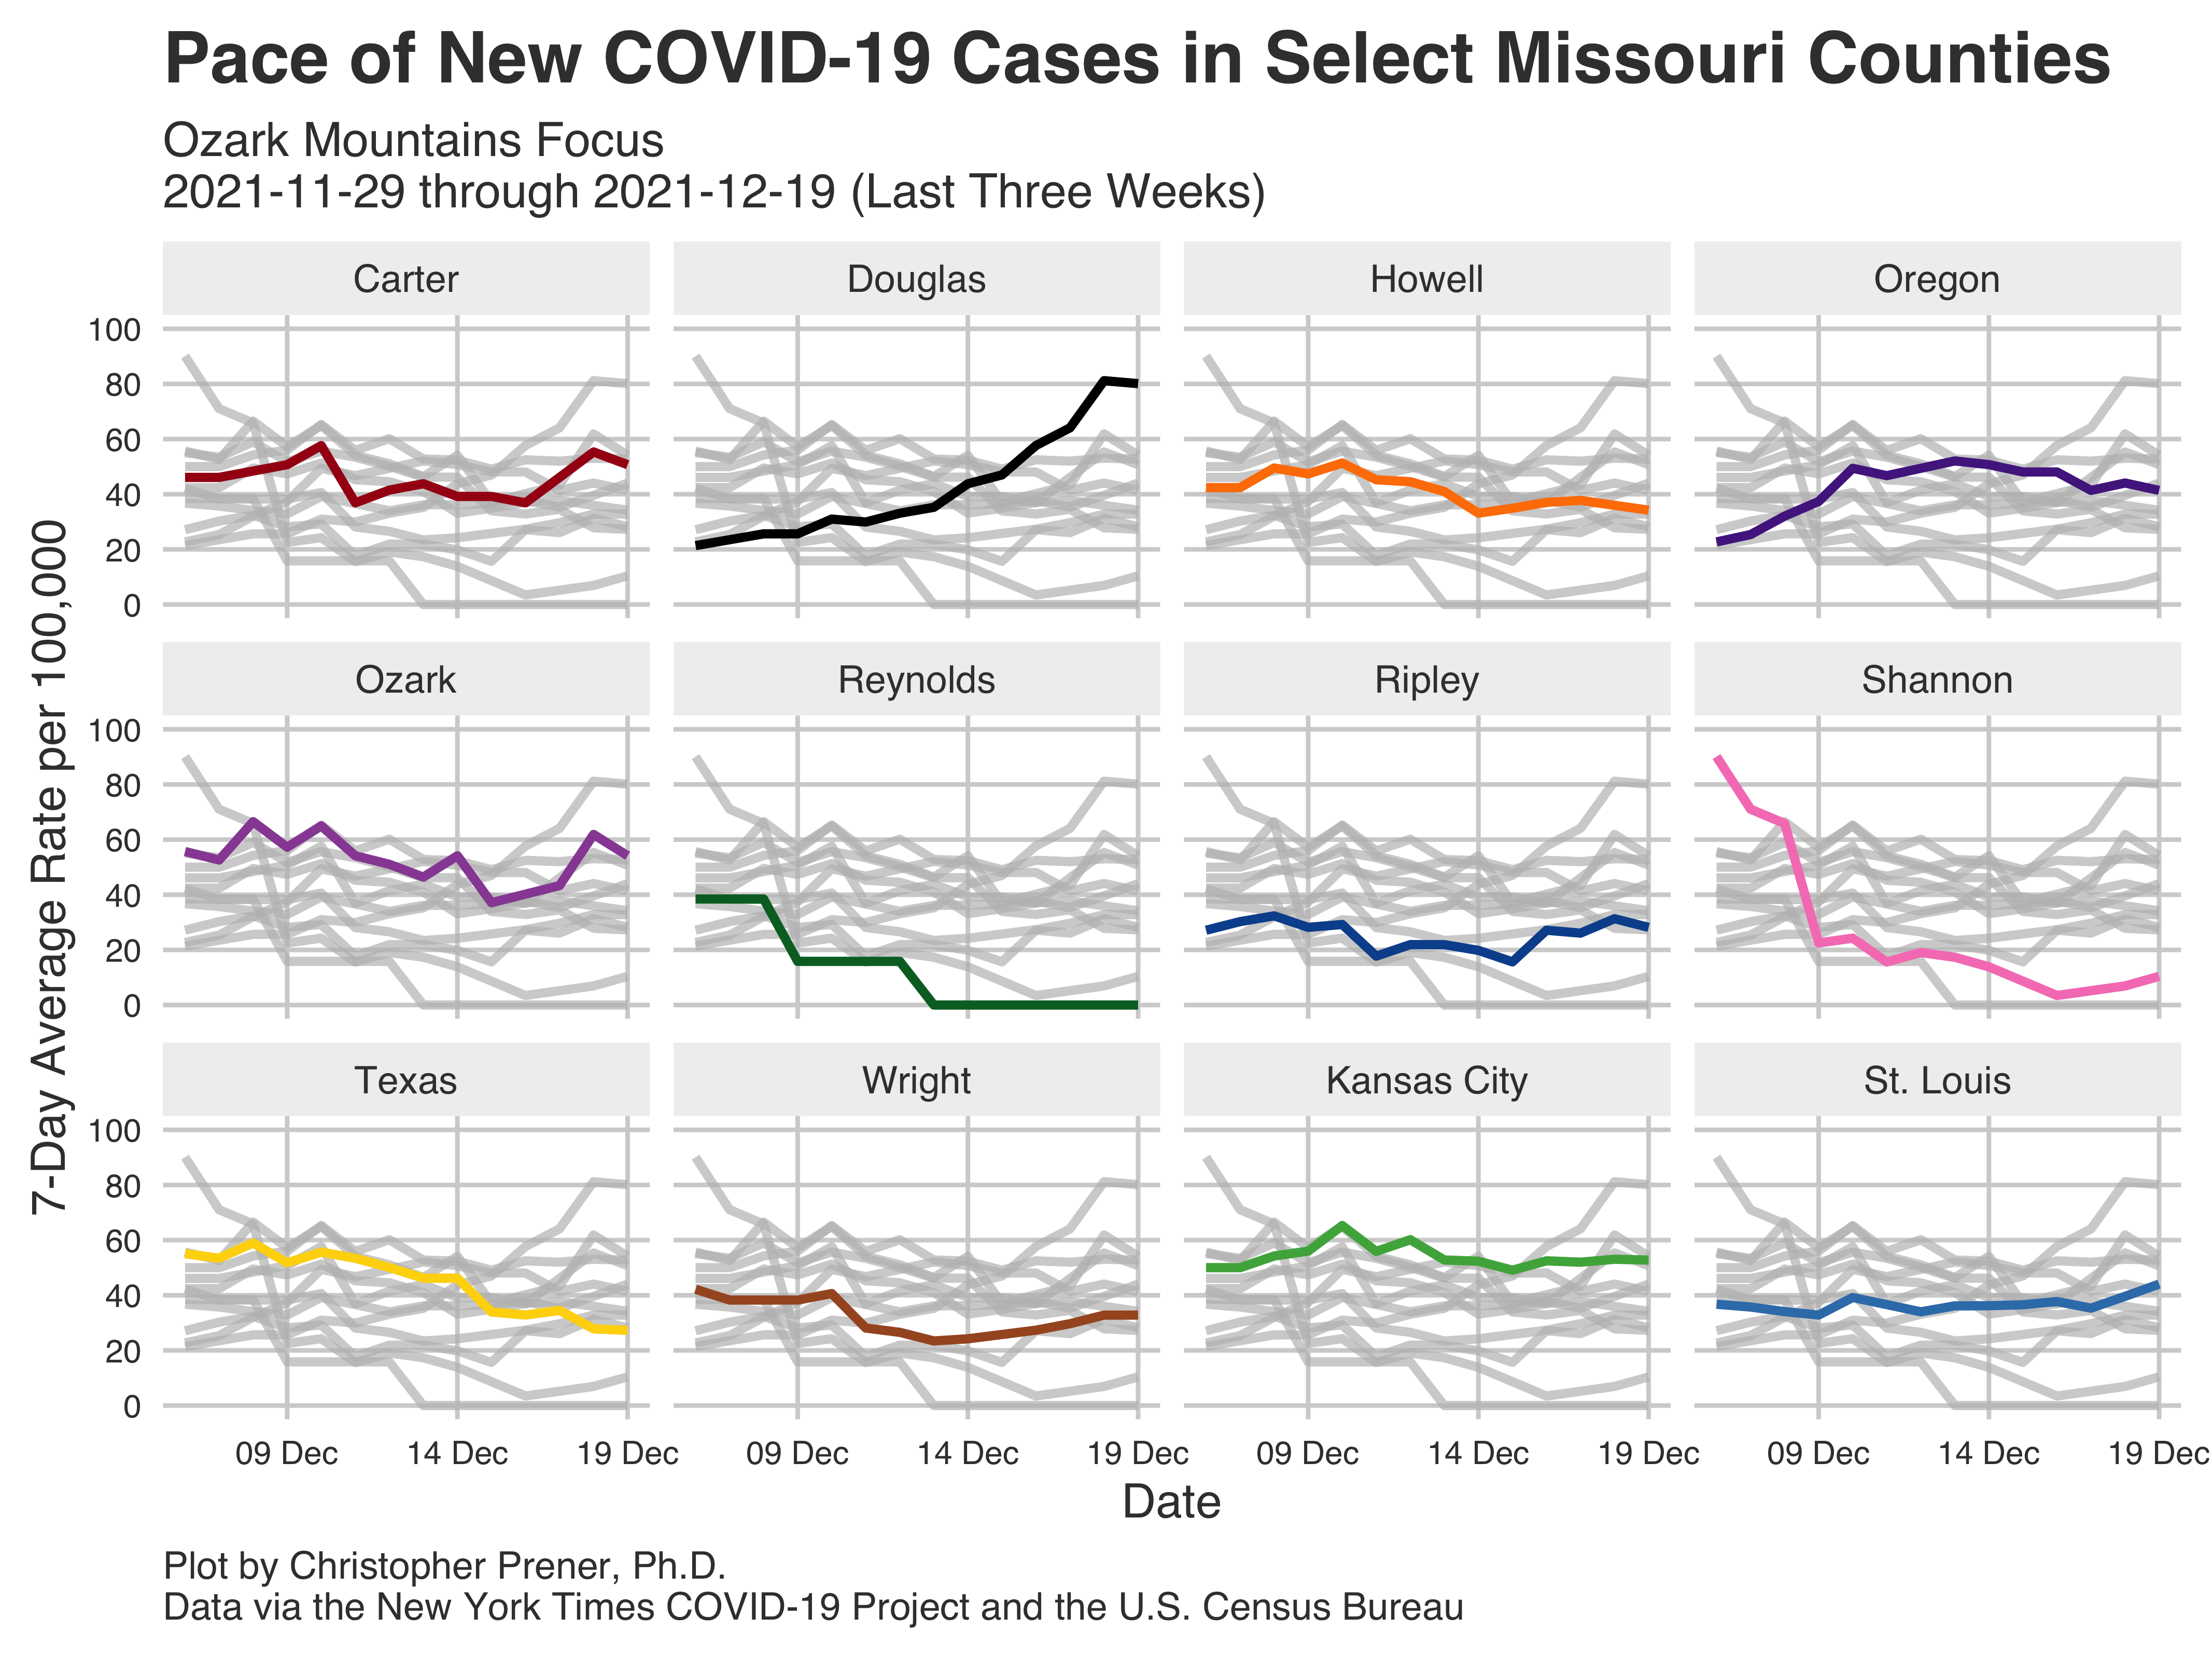 Pace of New COVID-19 Cases in Select Missouri Counties
Ozark Mountains Focus
2021-11-29 through 2021-12-19 (Last Three Weeks)
7-Day Average Rate per 100,000
Carter Douglas Howell Oregon
100
80
60
40
20
0
Ozark Reynolds Ripley Shannon
100
80
60
40
20
0
Texas Wright Kansas City St. Louis
100
80
60
40
20
0
09 Dec 14 Dec 19 Dec 09 Dec 14 Dec 19 Dec 09 Dec 14 Dec 19 Dec 09 Dec 14 Dec 19 Dec
Date
Plot by Christopher Prener, Ph.D.
Data via the New York Times COVID-19 Project and the U.S. Census Bureau